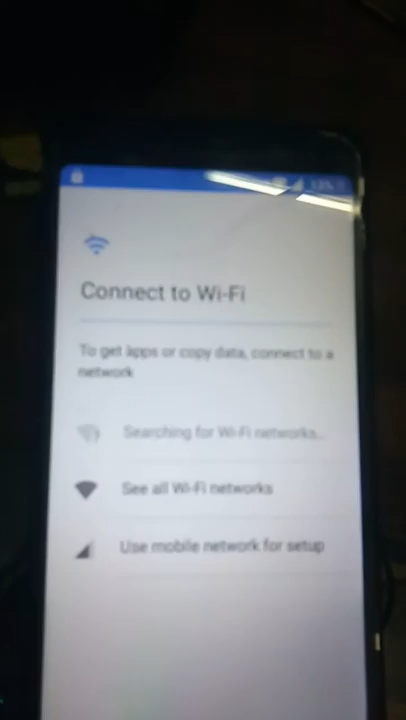 Connect to Wi-Fi
To get apps or copy data, connect to a
network
Searching for Wi-Fi networks...
See all Wi-Fi networks
Use mobile network for setup